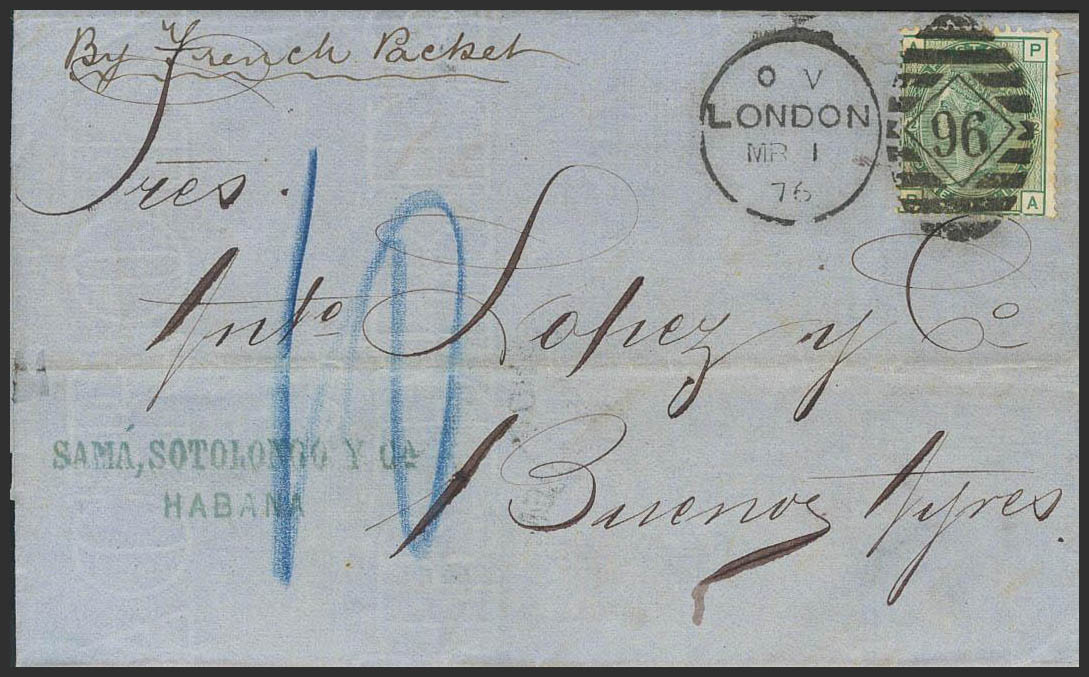 By French Packet
O V
LONDON
MR 1
76
A P
96
P A
Sres.
Anto. Lopez y Co
SAMÁ, SOTOLONGO Y Ca
HABANA
10
Buenos Ayres.